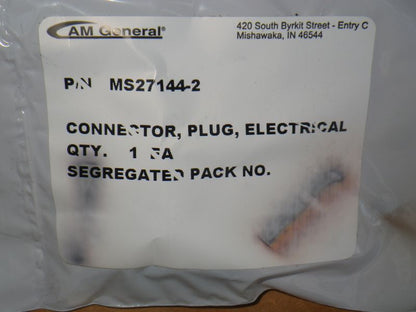 AM General®
420 South Byrkit Street - Entry C
Mishawaka, IN 46544
P/N MS27144-2
CONNECTOR, PLUG, ELECTRICAL
QTY. 1 EA
SEGREGATED PACK NO.